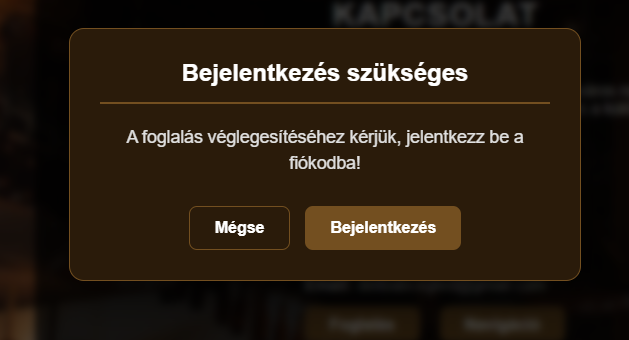 KAPCSOLAT
Bejelentkezés szükséges
A foglalás véglegesítéséhez kérjük, jelentkezz be a
fiókodba!
Mégse
Bejelentkezés